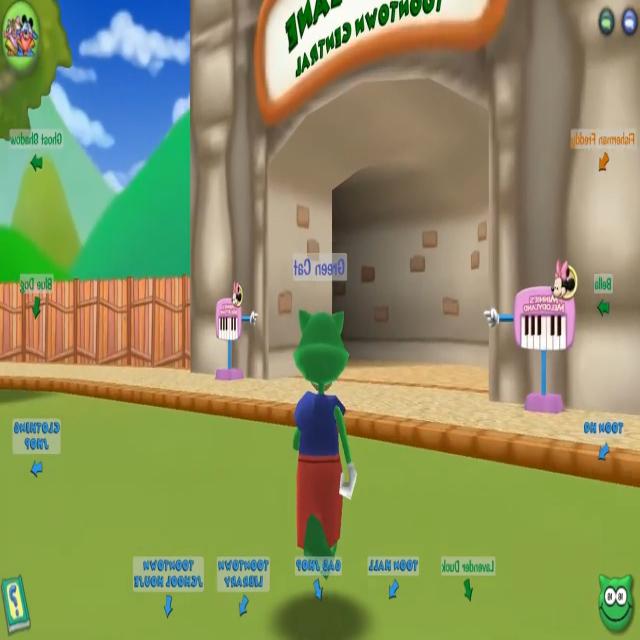 LANE
TOONTOWN CENTRAL
Ghost Shadow
Fisherman Freddy
Green Cat
Blue Dog
Bella
MINNIE'S
MELODYLAND
CLOTHING
SHOP
TOON HQ
TOONTOWN
SCHOOL HOUSE
TOONTOWN
LIBRARY
GAG SHOP
TOON HALL
Lavender Duck
?